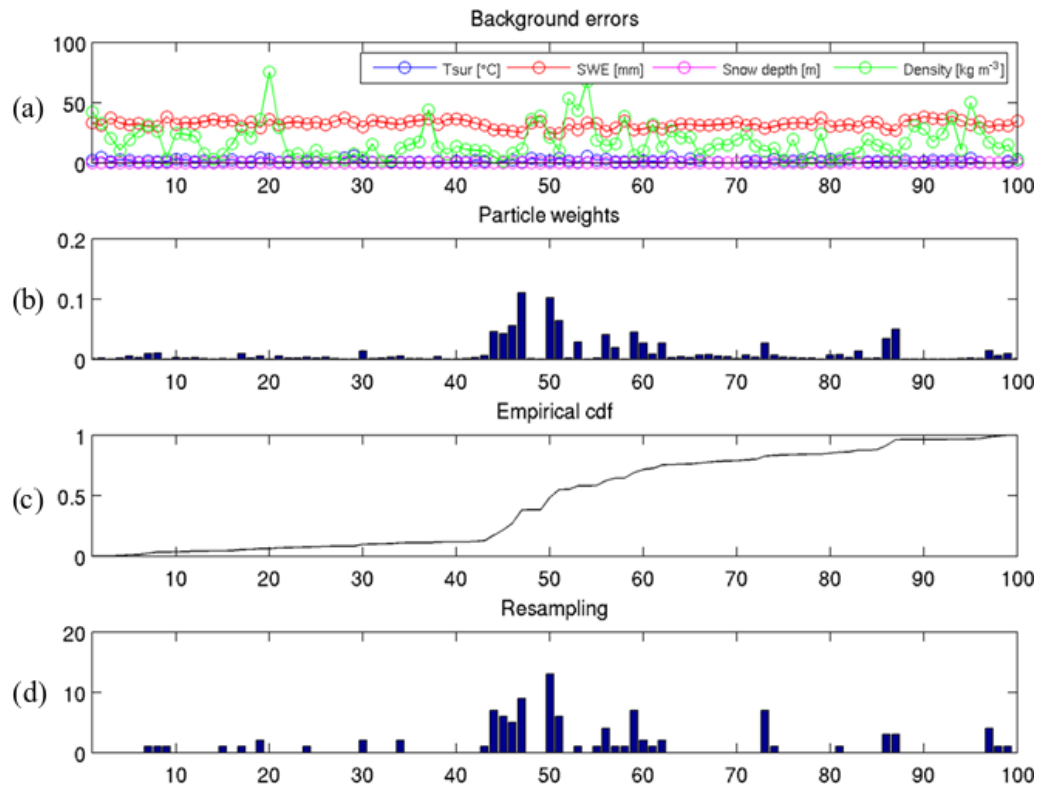 Background errors
(a)
100
50
0
Tsur [°C] SWE [mm] Snow depth [m] Density [kg m⁻³]
10 20 30 40 50 60 70 80 90 100
Particle weights
(b)
0.2
0.1
0
10 20 30 40 50 60 70 80 90 100
Empirical cdf
(c)
1
0.5
0
10 20 30 40 50 60 70 80 90 100
Resampling
(d)
20
10
0
10 20 30 40 50 60 70 80 90 100